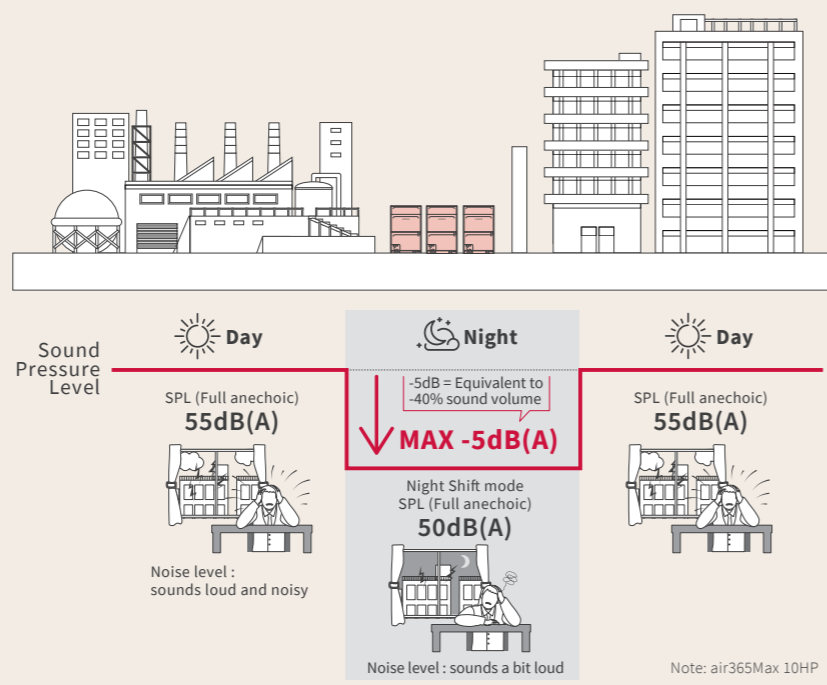 Sound
Pressure
Level
Day
SPL (Full anechoic)
55dB(A)
Noise level :
sounds loud and noisy
Night
-5dB = Equivalent to
-40% sound volume
MAX -5dB(A)
Night Shift mode
SPL (Full anechoic)
50dB(A)
Noise level : sounds a bit loud
Day
SPL (Full anechoic)
55dB(A)
Note: air365Max 10HP